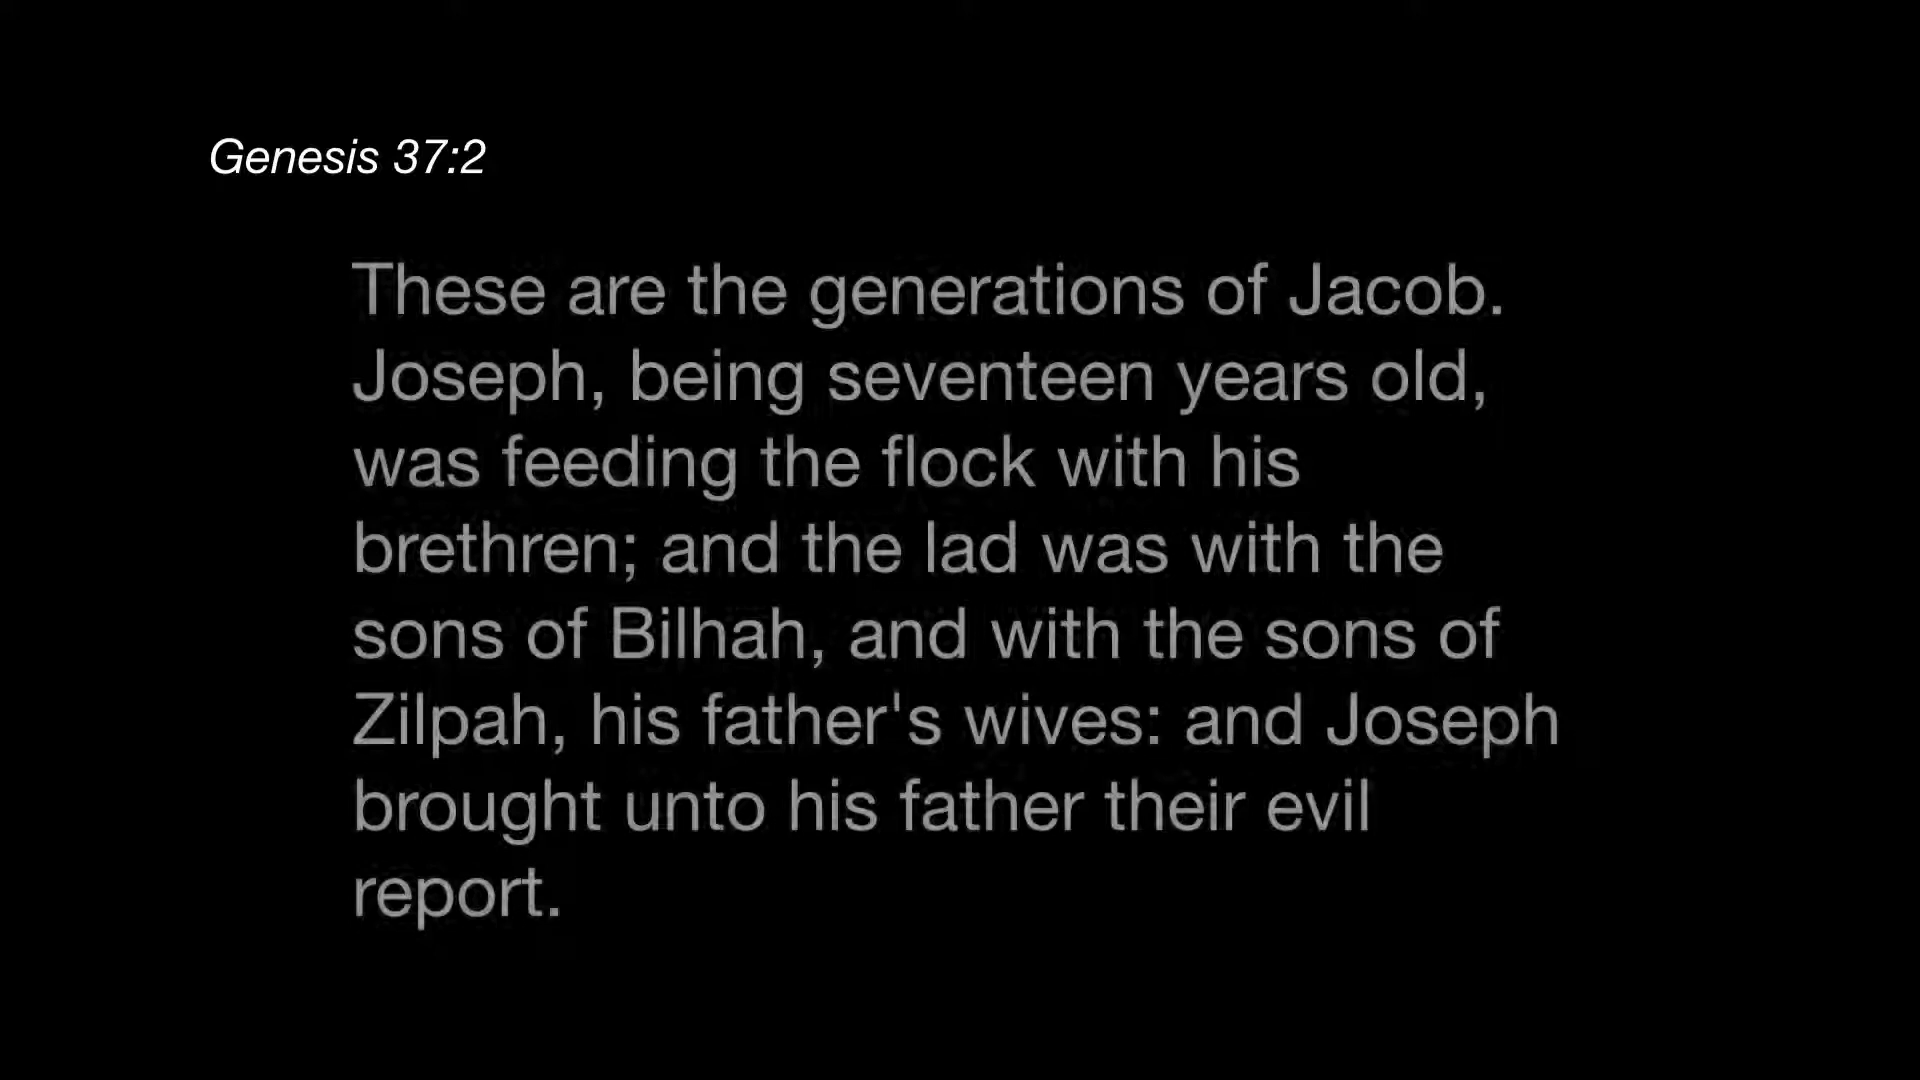 Genesis 37:2
These are the generations of Jacob.
Joseph, being seventeen years old,
was feeding the flock with his
brethren; and the lad was with the
sons of Bilhah, and with the sons of
Zilpah, his father's wives: and Joseph
brought unto his father their evil
report.